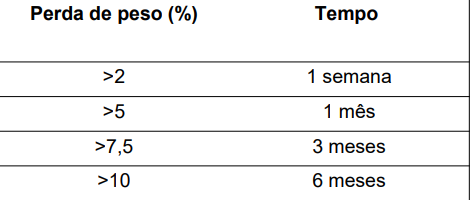 Perda de peso (%) Tempo
>2 1 semana
>5 1 mês
>7,5 3 meses
>10 6 meses